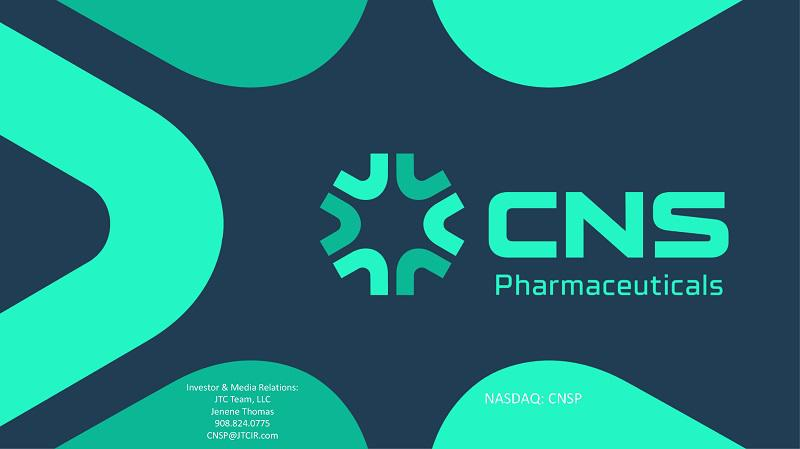 CNS
Pharmaceuticals
Investor & Media Relations:
JTC Team, LLC
Jenene Thomas
908.824.0775
CNSP@JTCIR.com
NASDAQ: CNSP